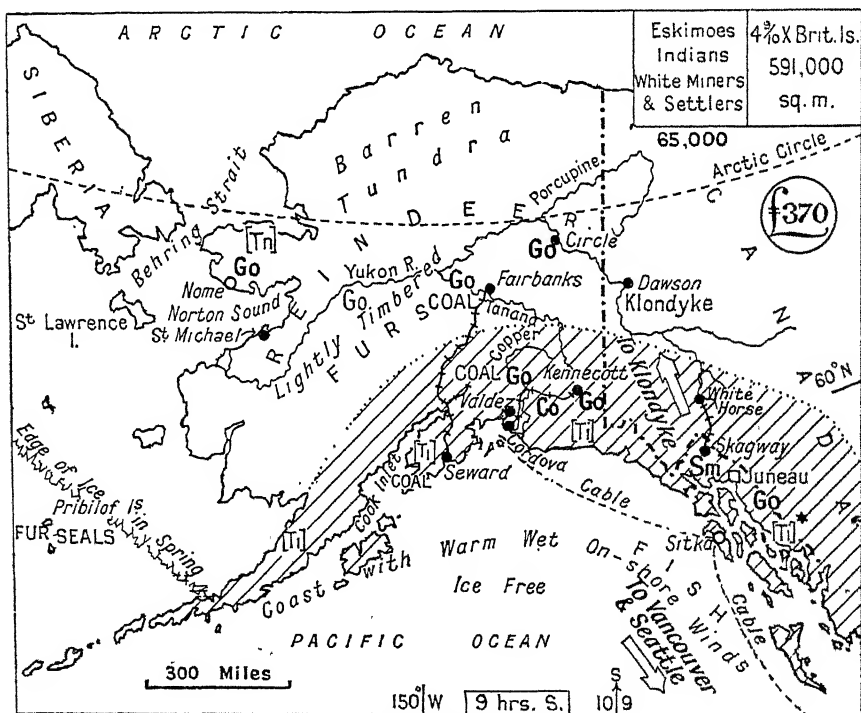 ARCTIC OCEAN
Eskimoes
Indians
White Miners
& Settlers
4 9/10 X Brit. Is.
591,000
sq. m.
65,000
SIBERIA
Barren
Tundra
Arctic Circle
Behring Strait
Porcupine R.
REINDEER
CANADA
£370
[Tn]
Go
Go
Circle
Nome
Yukon R.
Go
Go
COAL
Fairbanks
Dawson
Klondyke
Norton Sound
St. Michael
St Lawrence
I.
Lightly Timbered
FURS
Tanana
Copper
COAL
Go
Kennecott
To Klondyke
60°N
Valdez
Co
Go
White
Horse
Cordova
[Ti]
Skagway
Edge of Ice
in Spring
Pribilof Is
FUR SEALS
[Ti]
COAL
Seward
Cook Inlet
Sm
Juneau
Go
[Ti]
Cable
Sitka
[Ti]
Coast with Warm Wet On-shore Winds
Ice Free
FISH
Cable
To Vancouver
& Seattle
PACIFIC OCEAN
300 Miles
150°W
9 hrs. S.
S
10 9